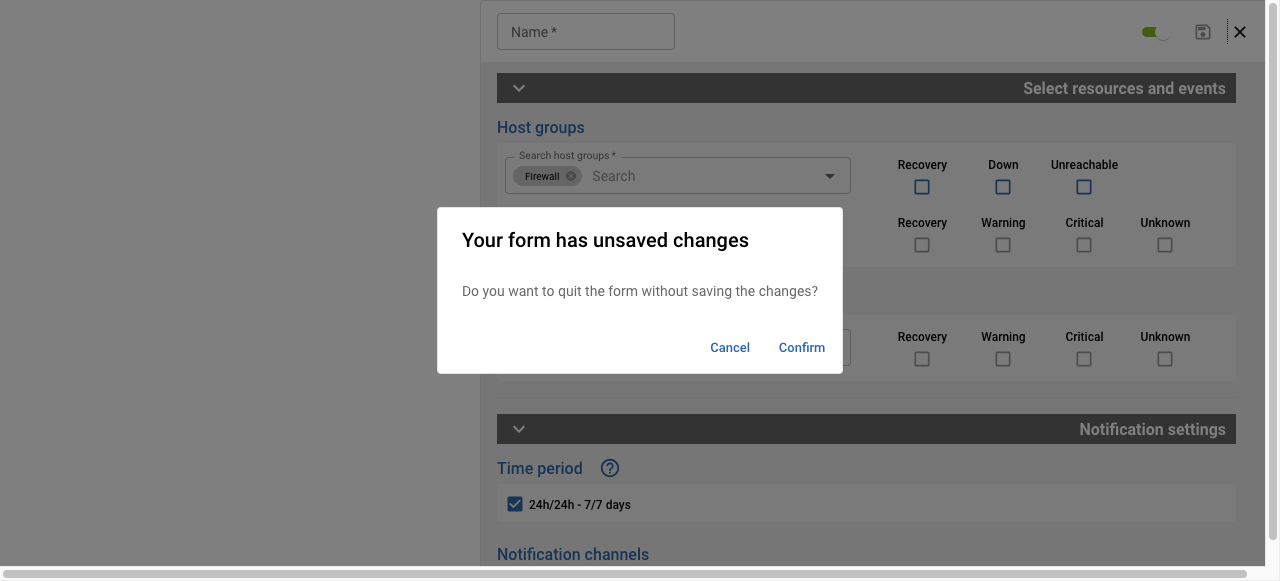 Name *
Select resources and events
Host groups
Search host groups *
Firewall
Search
Recovery Down Unreachable
Recovery Warning Critical Unknown
Your form has unsaved changes
Do you want to quit the form without saving the changes?
Cancel Confirm
Recovery Warning Critical Unknown
Notification settings
Time period
24h/24h - 7/7 days
Notification channels